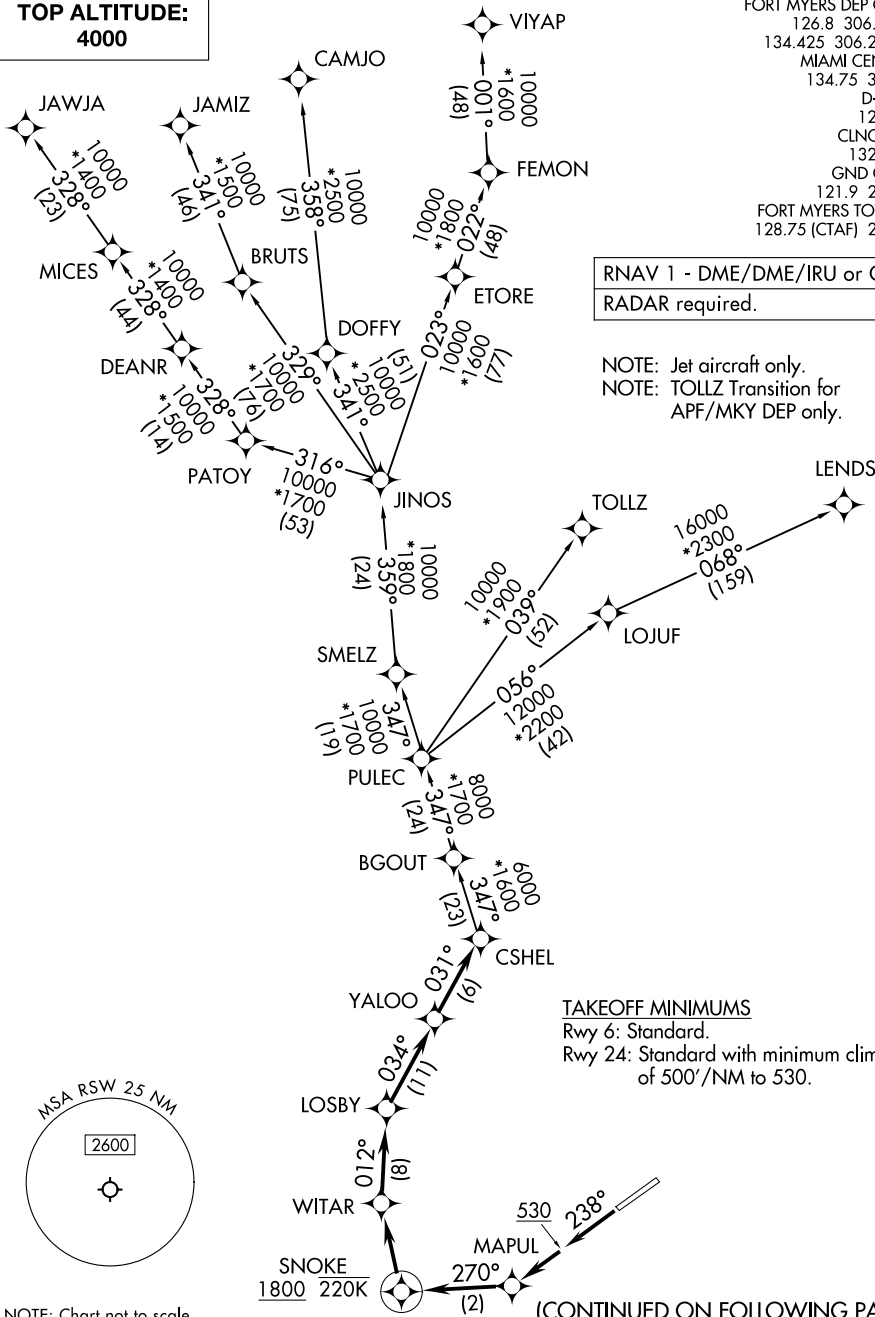 TOP ALTITUDE:
4000
FORT MYERS DEP
126.8 306.
134.425 306.2
MIAMI CEN
134.75 3
D-
12
CLNC
132
GND
121.9 2
FORT MYERS TO
128.75 (CTAF) 2
RNAV 1 - DME/DME/IRU or
RADAR required.
NOTE: Jet aircraft only.
NOTE: TOLLZ Transition for
APF/MKY DEP only.
VIYAP
10000
*1600
001°
(48)
FEMON
10000
*1800
022°
(48)
ETORE
023°
10000
*1600
(77)
CAMJO
10000
*2500
358°
(75)
DOFFY
(51)
10000
*2500
341°
JAMIZ
10000
*1500
341°
(46)
BRUTS
329°
10000
*1700
(76)
JAWJA
10000
*1400
328°
(23)
MICES
10000
*1400
328°
(44)
DEANR
328°
10000
*1500
(14)
PATOY
316°
10000
*1700
(53)
JINOS
10000
*1800
359°
(24)
SMELZ
347°
10000
*1700
(19)
PULEC
TOLLZ
10000
*1900
039°
(52)
LENDS
16000
*2300
068°
(159)
LOJUF
056°
12000
*2200
(42)
8000
*1700
347°
(24)
BGOUT
6000
*1600
347°
(23)
CSHEL
031°
(6)
YALOO
034°
(11)
LOSBY
012°
(8)
WITAR
TAKEOFF MINIMUMS
Rwy 6: Standard.
Rwy 24: Standard with minimum clim
of 500'/NM to 530.
MSA RSW 25 NM
2600
SNOKE
1800 220K
270°
(2)
MAPUL
530
238°
NOTE: Chart not to scale
(CONTINUED ON FOLLOWING PA